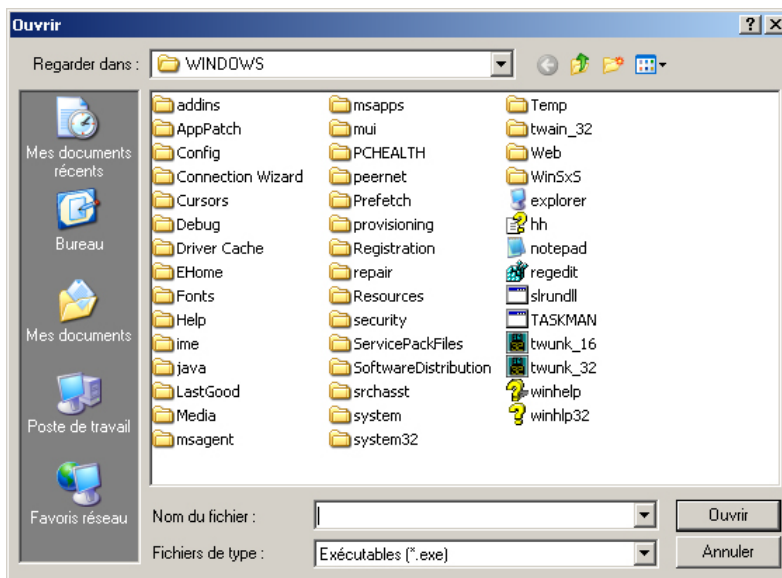 Ouvrir
Regarder dans :
WINDOWS
Mes documents
récents
Bureau
Mes documents
Poste de travail
Favoris réseau
addins
AppPatch
Config
Connection Wizard
Cursors
Debug
Driver Cache
EHome
Fonts
Help
ime
java
LastGood
Media
msagent
msapps
mui
PCHEALTH
peernet
Prefetch
provisioning
Registration
repair
Resources
security
ServicePackFiles
SoftwareDistribution
srchasst
system
system32
Temp
twain_32
Web
WinSxS
explorer
hh
notepad
regedit
slrundll
TASKMAN
twunk_16
twunk_32
winhelp
winhlp32
Nom du fichier :
Ouvrir
Fichiers de type :
Exécutables (*.exe)
Annuler